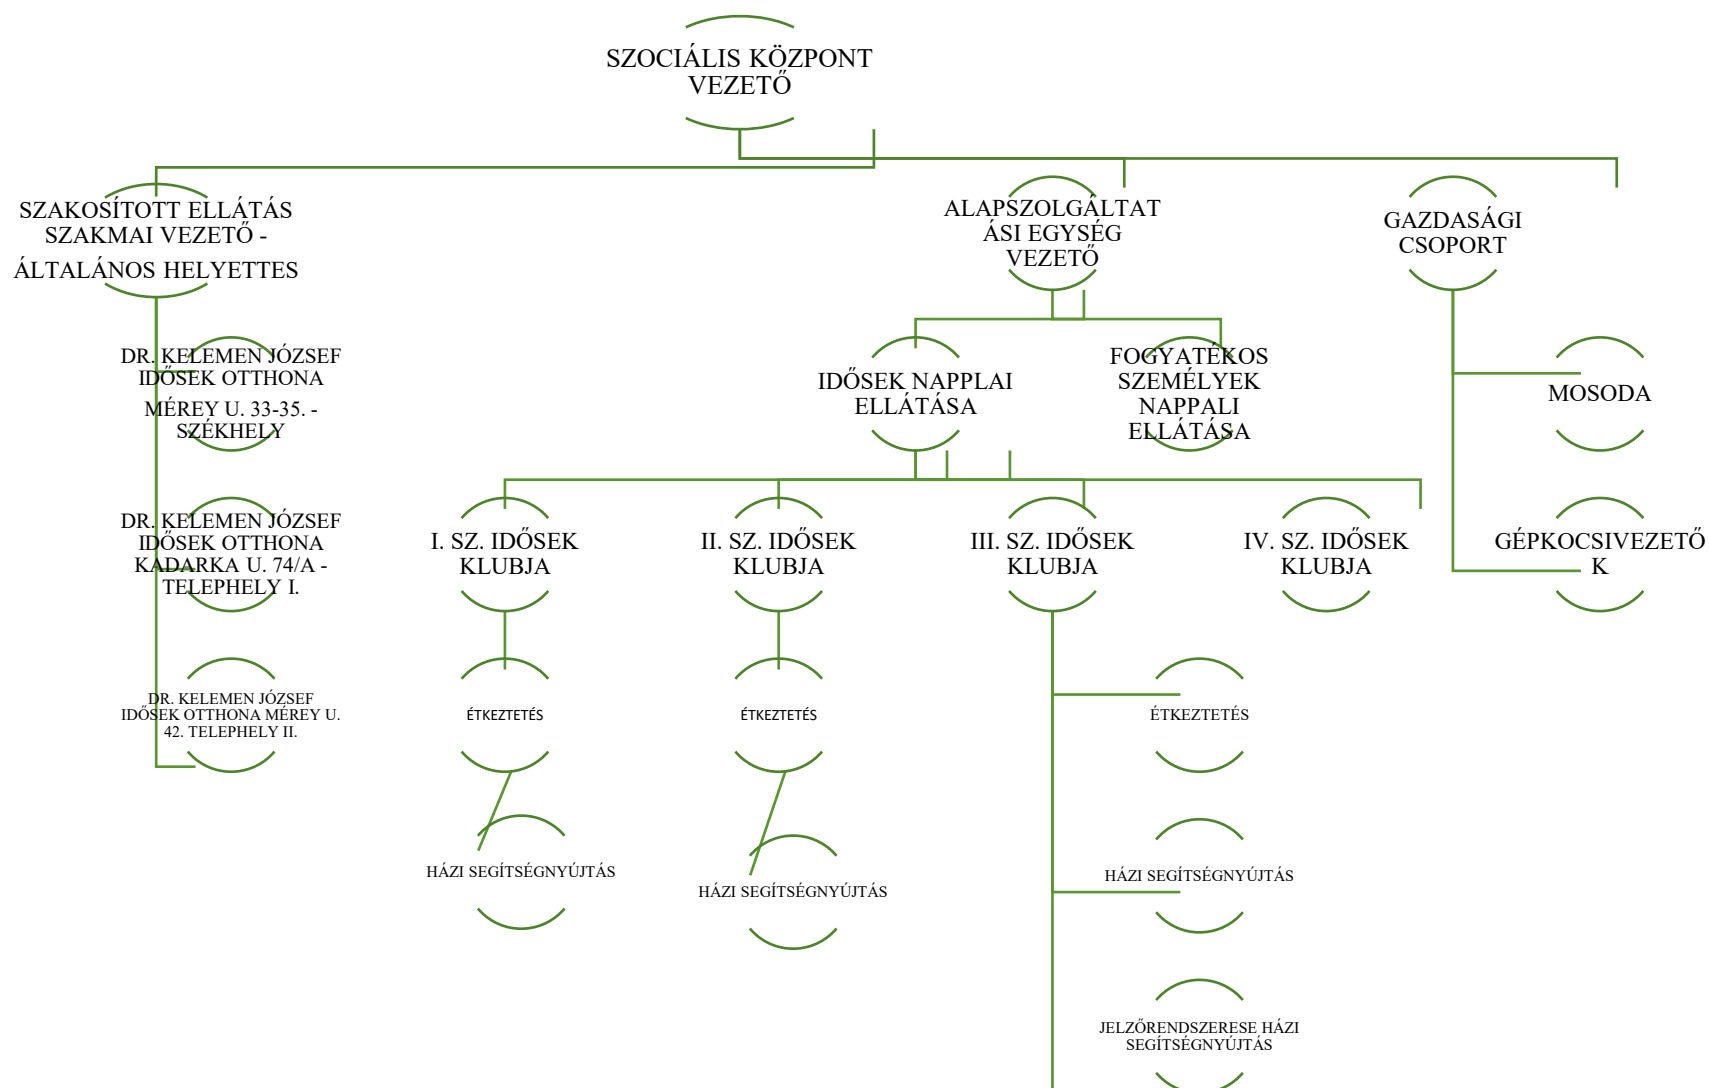 SZOCIÁLIS KÖZPONT
VEZETŐ
SZAKOSÍTOTT ELLÁTÁS
SZAKMAI VEZETŐ -
ÁLTALÁNOS HELYETTES
ALAPSZOLGÁLTAT
ÁSI EGYSÉG
VEZETŐ
GAZDASÁGI
CSOPORT
DR. KELEMEN JÓZSEF
IDŐSEK OTTHONA
MÉREY U. 33-35. -
SZÉKHELY
IDŐSEK NAPPLAI
ELLÁTÁSA
FOGYATÉKOS
SZEMÉLYEK
NAPPALI
ELLÁTÁSA
MOSODA
DR. KELEMEN JÓZSEF
IDŐSEK OTTHONA
KADARKA U. 74/A -
TELEPHELY I.
I. SZ. IDŐSEK
KLUBJA
II. SZ. IDŐSEK
KLUBJA
III. SZ. IDŐSEK
KLUBJA
IV. SZ. IDŐSEK
KLUBJA
GÉPKOCSIVEZETŐ
K
DR. KELEMEN JÓZSEF
IDŐSEK OTTHONA MÉREY U.
42. TELEPHELY II.
ÉTKEZTETÉS
ÉTKEZTETÉS
ÉTKEZTETÉS
HÁZI SEGÍTSÉGNYÚJTÁS
HÁZI SEGÍTSÉGNYÚJTÁS
HÁZI SEGÍTSÉGNYÚJTÁS
JELZŐRENDSZERESE HÁZI
SEGÍTSÉGNYÚJTÁS